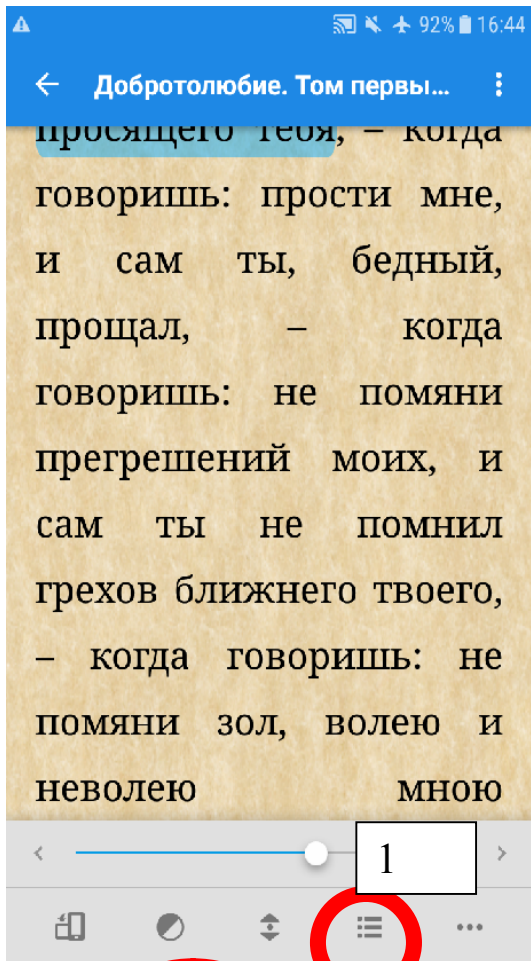 92% 16:44
Добротолюбие. Том первы...
просящего тебя, – когда
говоришь: прости мне,
и сам ты, бедный,
прощал, – когда
говоришь: не помяни
прегрешений моих, и
сам ты не помнил
грехов ближнего твоего,
– когда говоришь: не
помяни зол, волею и
неволею мною
1